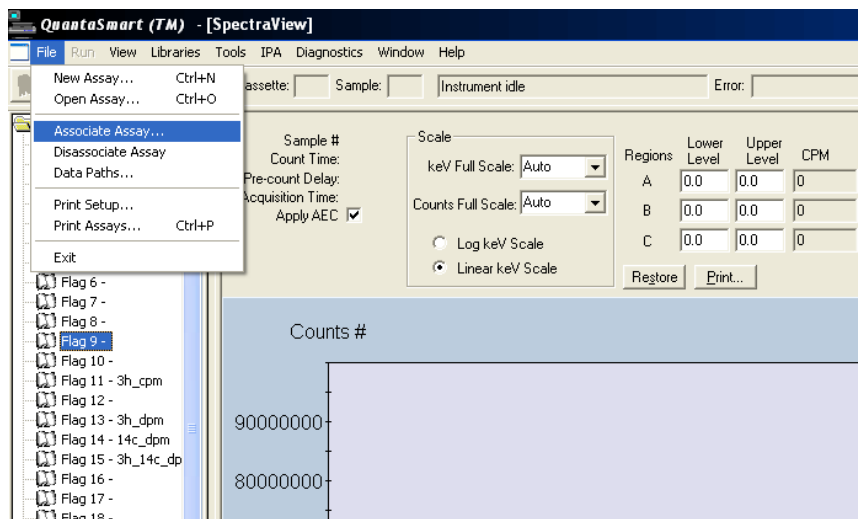 QuantaSmart (TM) - [SpectraView]
File Run View Libraries Tools IPA Diagnostics Window Help
New Assay... Ctrl+N
Open Assay... Ctrl+O
Associate Assay...
Disassociate Assay
Data Paths...
Print Setup...
Print Assays... Ctrl+P
Exit
assette: Sample: Instrument idle Error:
Sample #
Count Time:
Pre-count Delay:
Acquisition Time:
Apply AEC
Scale
keV Full Scale: Auto
Counts Full Scale: Auto
Log keV Scale
Linear keV Scale
Regions Lower Level Upper Level CPM
A 0.0 0.0 0
B 0.0 0.0 0
C 0.0 0.0 0
Restore Print...
Flag 6 -
Flag 7 -
Flag 8 -
Flag 9 -
Flag 10 -
Flag 11 - 3h_cpm
Flag 12 -
Flag 13 - 3h_dpm
Flag 14 - 14c_dpm
Flag 15 - 3h_14c_dp
Flag 16 -
Flag 17 -
Flag 18 -
Counts #
90000000
80000000